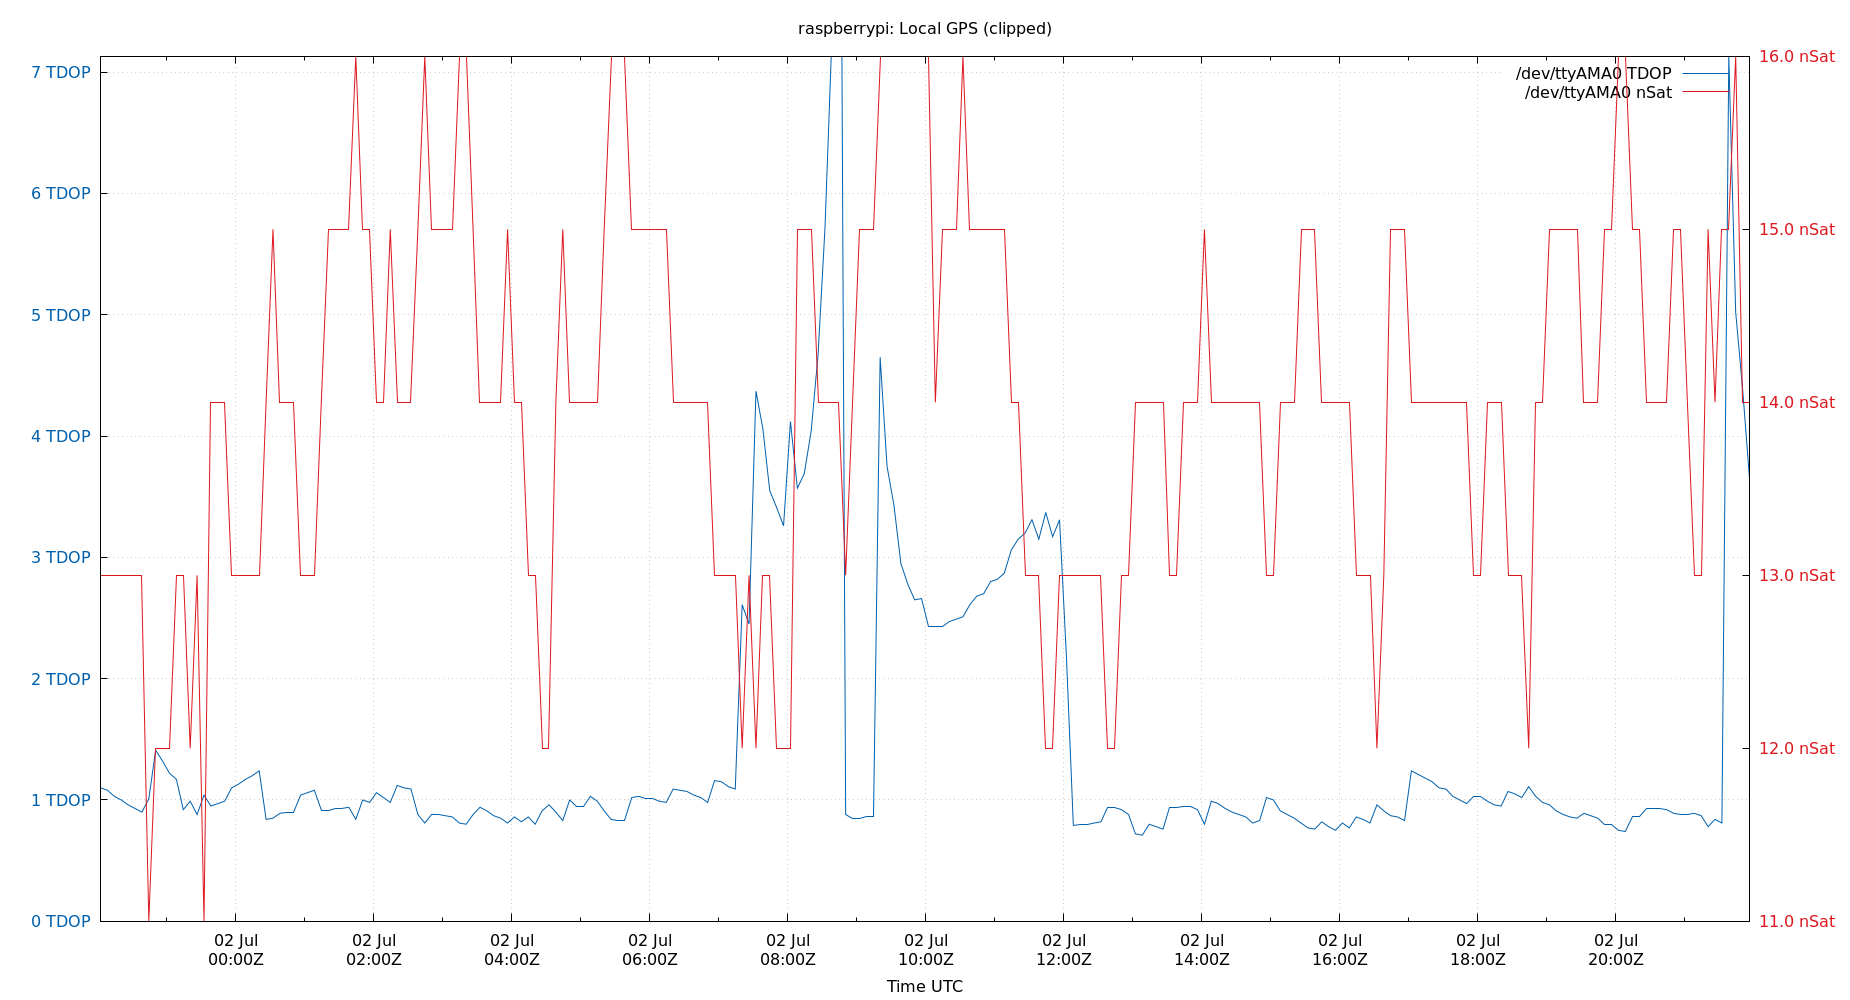 raspberrypi: Local GPS (clipped)
7 TDOP
6 TDOP
5 TDOP
4 TDOP
3 TDOP
2 TDOP
1 TDOP
0 TDOP
16.0 nSat
15.0 nSat
14.0 nSat
13.0 nSat
12.0 nSat
11.0 nSat
/dev/ttyAMA0 TDOP
/dev/ttyAMA0 nSat
02 Jul 02 Jul 02 Jul 02 Jul 02 Jul 02 Jul 02 Jul 02 Jul 02 Jul 02 Jul 02 Jul
00:00Z 02:00Z 04:00Z 06:00Z 08:00Z 10:00Z 12:00Z 14:00Z 16:00Z 18:00Z 20:00Z
Time UTC